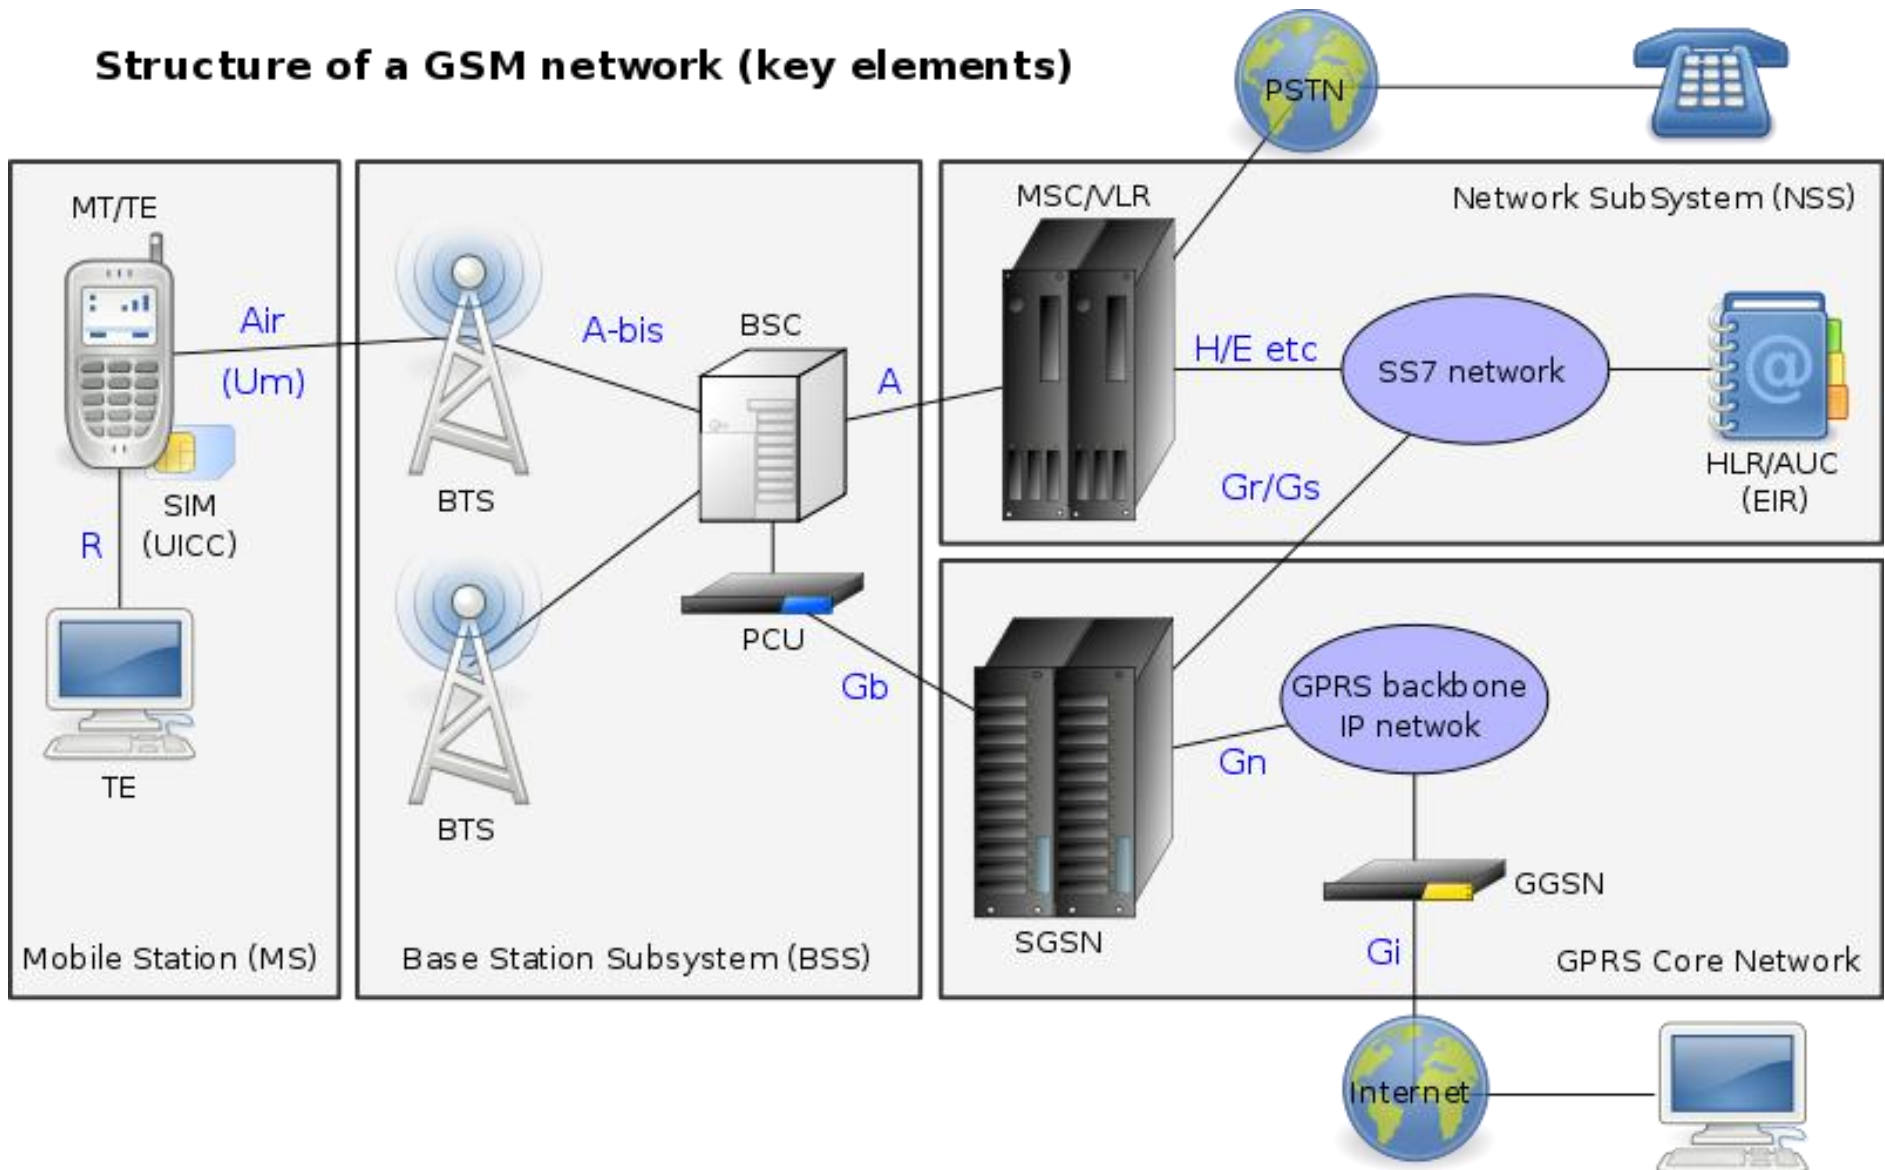 Structure of a GSM network (key elements)
PSTN
MT/TE
Air
(Um)
SIM
(UICC)
R
TE
Mobile Station (MS)
A-bis
BTS
BSC
A
PCU
Gb
BTS
Base Station Subsystem (BSS)
MSC/VLR
Network SubSystem (NSS)
H/E etc
SS7 network
HLR/AUC
(EIR)
Gr/Gs
GPRS backbone
IP netwok
Gn
GGSN
SGSN
Gi
GPRS Core Network
Internet
@